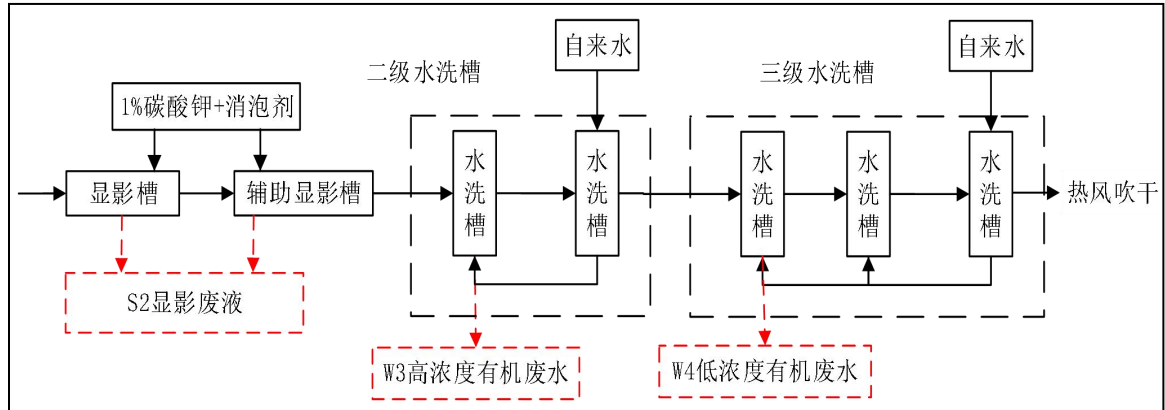 自来水
自来水
二级水洗槽
三级水洗槽
1%碳酸钾+消泡剂
显影槽
辅助显影槽
水洗槽
水洗槽
水洗槽
水洗槽
水洗槽
热风吹干
S2显影废液
W3高浓度有机废水
W4低浓度有机废水